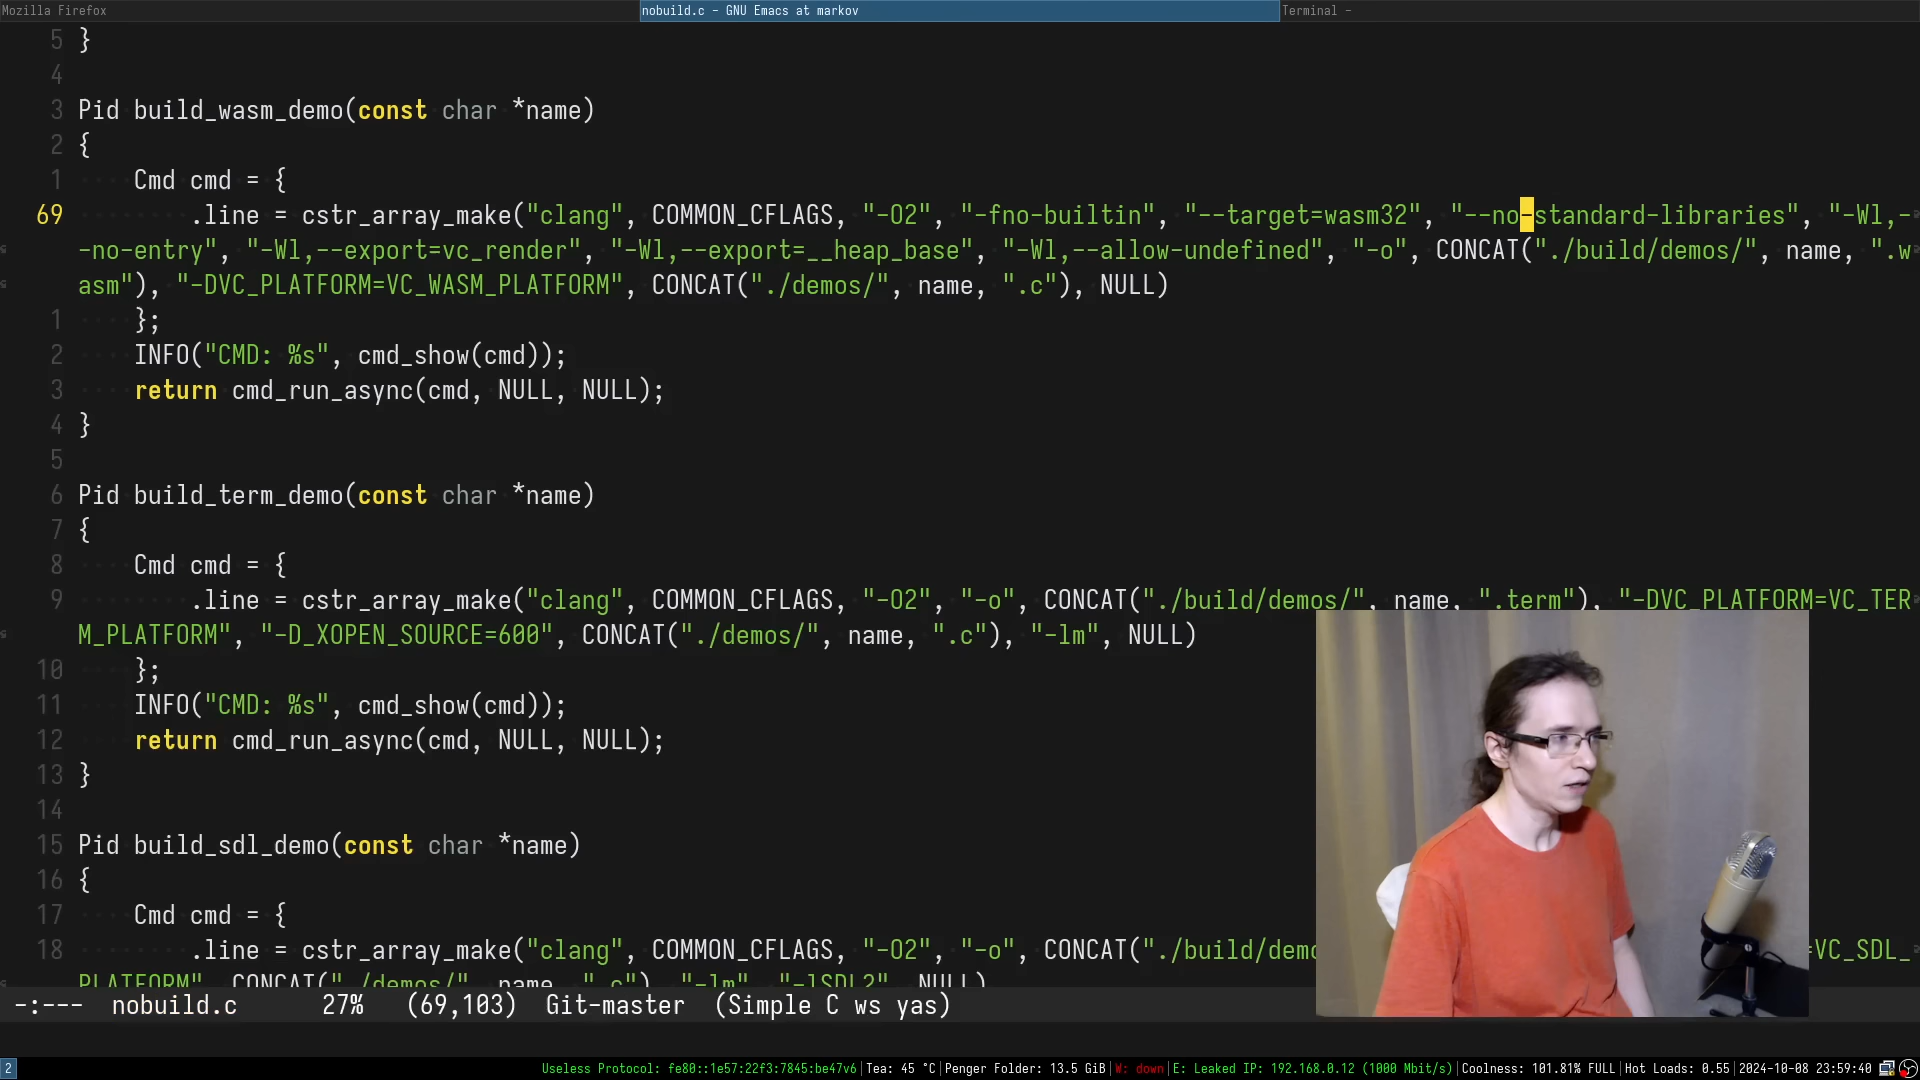 Mozilla Firefox
nobuild.c - GNU Emacs at markov
Terminal -
5 }
4
3 Pid build_wasm_demo(const char *name)
2 {
1 Cmd cmd = {
69 .line = cstr_array_make("clang", COMMON_CFLAGS, "-O2", "-fno-builtin", "--target=wasm32", "--no-standard-libraries", "-Wl,-
-no-entry", "-Wl,--export=vc_render", "-Wl,--export=__heap_base", "-Wl,--allow-undefined", "-o", CONCAT("./build/demos/", name, ".w
asm"), "-DVC_PLATFORM=VC_WASM_PLATFORM", CONCAT("./demos/", name, ".c"), NULL)
1 };
2 INFO("CMD: %s", cmd_show(cmd));
3 return cmd_run_async(cmd, NULL, NULL);
4 }
5
6 Pid build_term_demo(const char *name)
7 {
8 Cmd cmd = {
9 .line = cstr_array_make("clang", COMMON_CFLAGS, "-O2", "-o", CONCAT("./build/demos/", name, ".term"), "-DVC_PLATFORM=VC_TER
M_PLATFORM", "-D_XOPEN_SOURCE=600", CONCAT("./demos/", name, ".c"), "-lm", NULL)
10 };
11 INFO("CMD: %s", cmd_show(cmd));
12 return cmd_run_async(cmd, NULL, NULL);
13 }
14
15 Pid build_sdl_demo(const char *name)
16 {
17 Cmd cmd = {
18 .line = cstr_array_make("clang", COMMON_CFLAGS, "-O2", "-o", CONCAT("./build/demo =VC_SDL_
PLATFORM", CONCAT("./demos/", name, ".c"), "-lm", "-lSDL2", NULL)
-:--- nobuild.c 27% (69,103) Git-master (Simple C ws yas)
2
Useless Protocol: fe80::1e57:22f3:7845:be47v6|Tea: 45 °C|Penger Folder: 13.5 GiB|W: down|E: Leaked IP: 192.168.0.12 (1000 Mbit/s)|Coolness: 101.81% FULL|Hot Loads: 0.55|2024-10-08 23:59:40